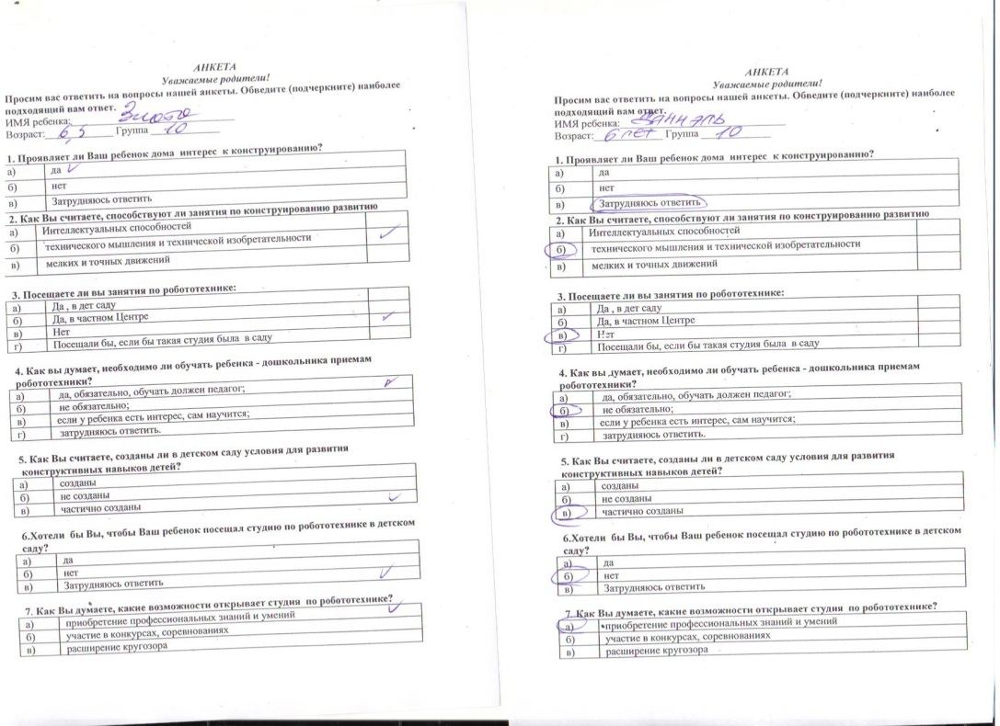 АНКЕТА
Уважаемые родители!
Просим вас ответить на вопросы нашей анкеты. Обведите (подчеркните) наиболее
подходящий вам ответ.
ИМЯ ребенка:
Возраст: 6,5 Группа 10
1. Проявляет ли Ваш ребенок дома интерес к конструированию?
а) да
б) нет
в) Затрудняюсь ответить
2. Как Вы считаете, способствуют ли занятия по конструированию развитию
а) Интеллектуальных способностей
б) технического мышления и технической изобретательности
в) мелких и точных движений
3. Посещаете ли вы занятия по робототехнике:
а) Да , в дет саду
б) Да, в частном Центре
в) Нет
г) Посещали бы, если бы такая студия была в саду
4. Как вы думает, необходимо ли обучать ребенка - дошкольника приемам
робототехники?
а) да, обязательно, обучать должен педагог;
б) не обязательно;
в) если у ребенка есть интерес, сам научится;
г) затрудняюсь ответить.
5. Как Вы считаете, созданы ли в детском саду условия для развития
конструктивных навыков детей?
а) созданы
б) не созданы
в) частично созданы
6.Хотели бы Вы, чтобы Ваш ребенок посещал студию по робототехнике в детском
саду?
а) да
б) нет
в) Затрудняюсь ответить
7. Как Вы думаете, какие возможности открывает студия по робототехнике?
а) приобретение профессиональных знаний и умений
б) участие в конкурсах, соревнованиях
в) расширение кругозора
АНКЕТА
Уважаемые родители!
Просим вас ответить на вопросы нашей анкеты. Обведите (подчеркните) наиболее
подходящий вам ответ.
ИМЯ ребенка: Даниэль
Возраст: 6 лет Группа 10
1. Проявляет ли Ваш ребенок дома интерес к конструированию?
а) да
б) нет
в) Затрудняюсь ответить
2. Как Вы считаете, способствуют ли занятия по конструированию развитию
а) Интеллектуальных способностей
б) технического мышления и технической изобретательности
в) мелких и точных движений
3. Посещаете ли вы занятия по робототехнике:
а) Да , в дет саду
б) Да, в частном Центре
в) Нет
г) Посещали бы, если бы такая студия была в саду
4. Как вы думает, необходимо ли обучать ребенка - дошкольника приемам
робототехники?
а) да, обязательно, обучать должен педагог;
б) не обязательно;
в) если у ребенка есть интерес, сам научится;
г) затрудняюсь ответить.
5. Как Вы считаете, созданы ли в детском саду условия для развития
конструктивных навыков детей?
а) созданы
б) не созданы
в) частично созданы
6.Хотели бы Вы, чтобы Ваш ребенок посещал студию по робототехнике в детском
саду?
а) да
б) нет
в) Затрудняюсь ответить
7. Как Вы думаете, какие возможности открывает студия по робототехнике?
а) приобретение профессиональных знаний и умений
б) участие в конкурсах, соревнованиях
в) расширение кругозора